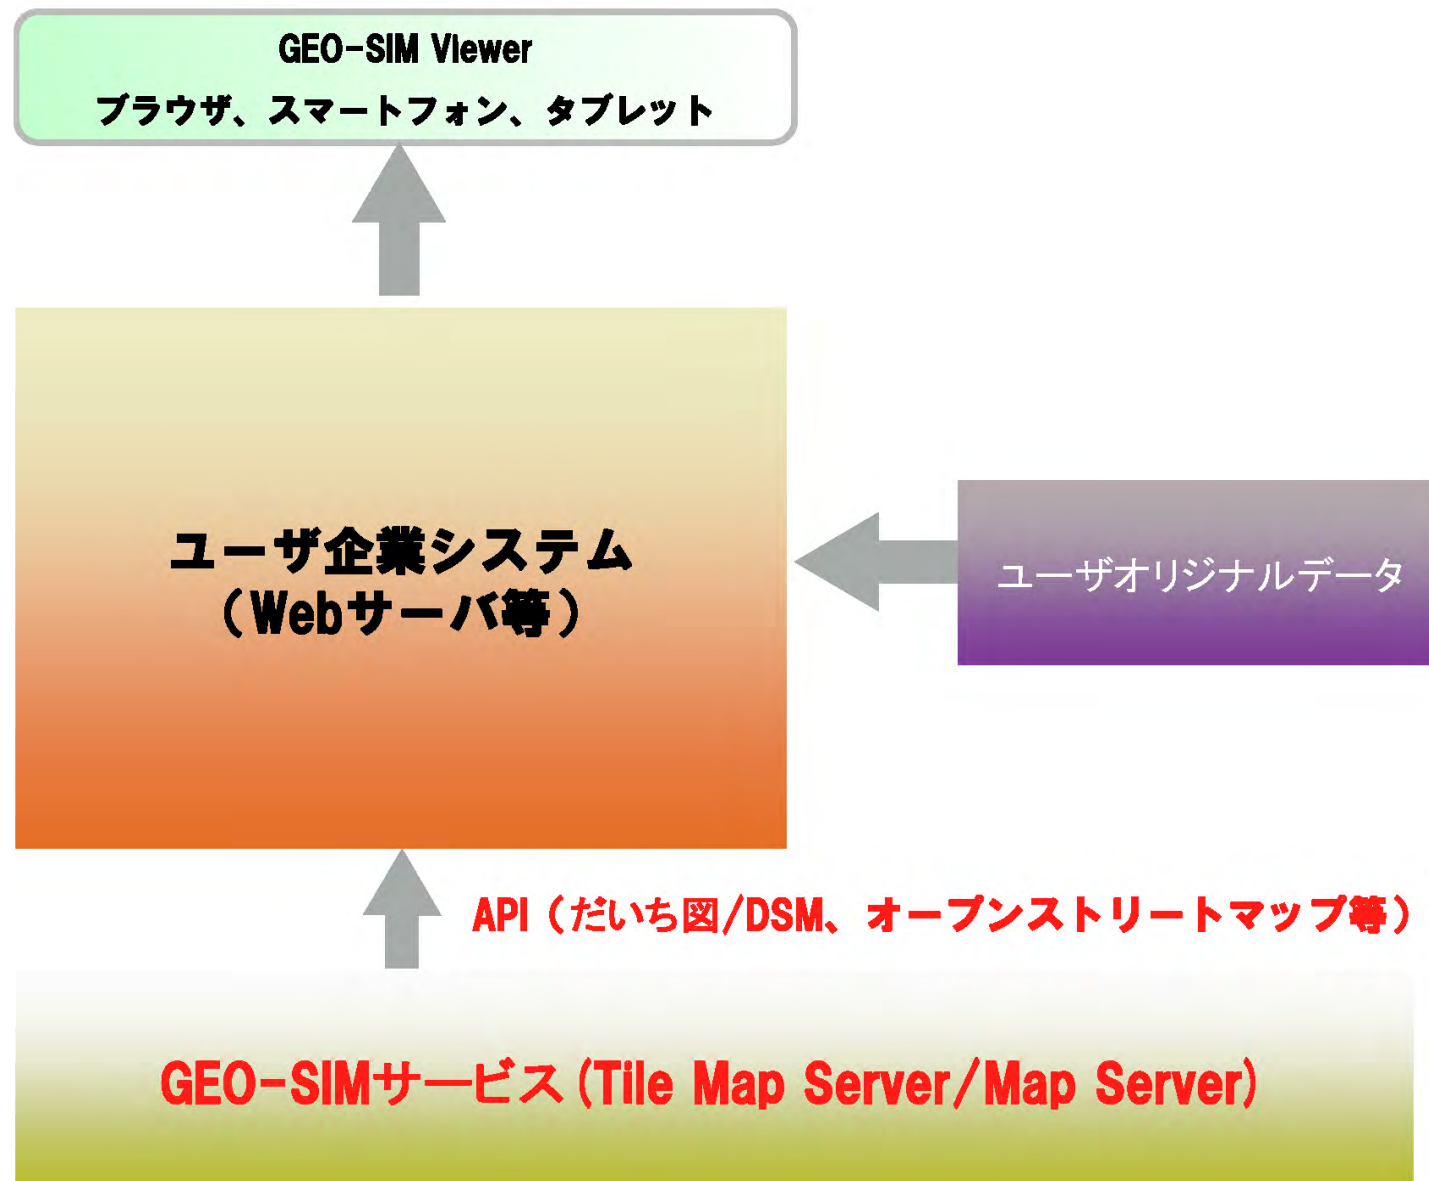 GEO-SIM Viewer
ブラウザ、スマートフォン、タブレット
ユーザ企業システム
（Webサーバ等）
ユーザオリジナルデータ
API（だいち図/DSM、オープンストリートマップ等）
GEO-SIMサービス(Tile Map Server/Map Server)